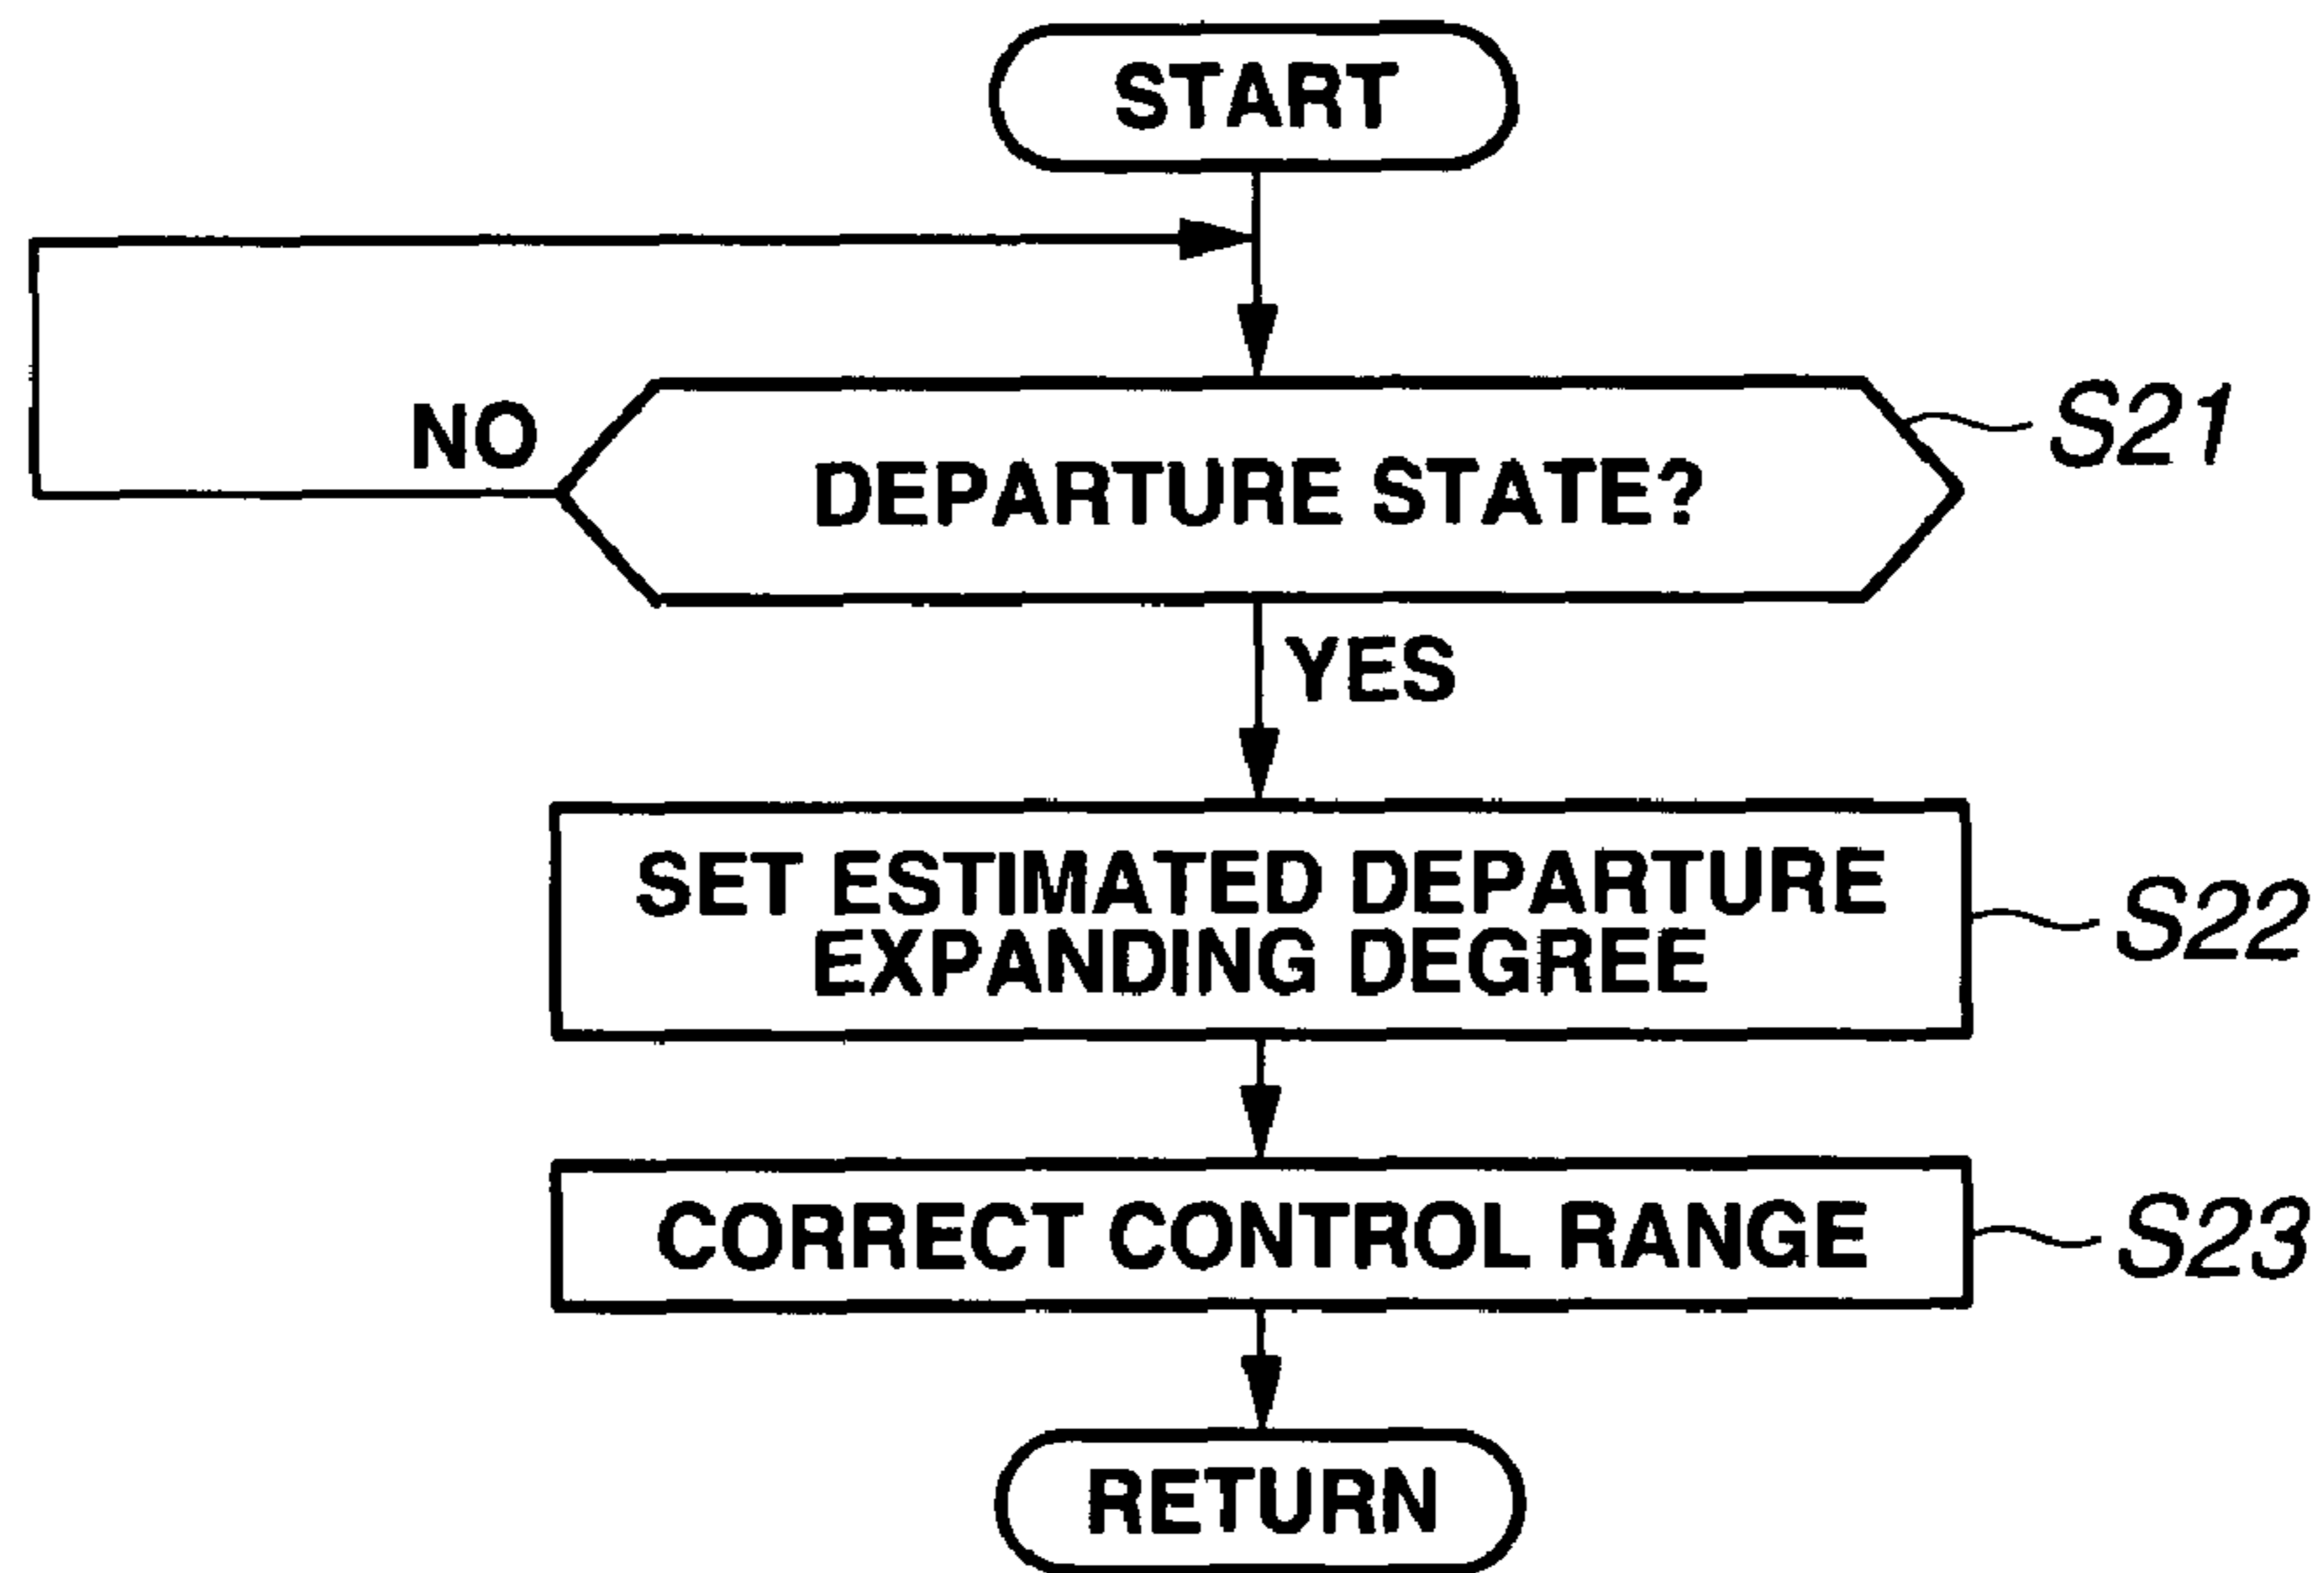 START
NO
DEPARTURE STATE?
S21
YES
SET ESTIMATED DEPARTURE
EXPANDING DEGREE
S22
CORRECT CONTROL RANGE
S23
RETURN